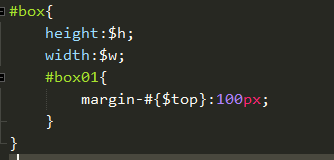 #box{
height:$h;
width:$w;
#box01{
margin-#{$top}:100px;
}
}